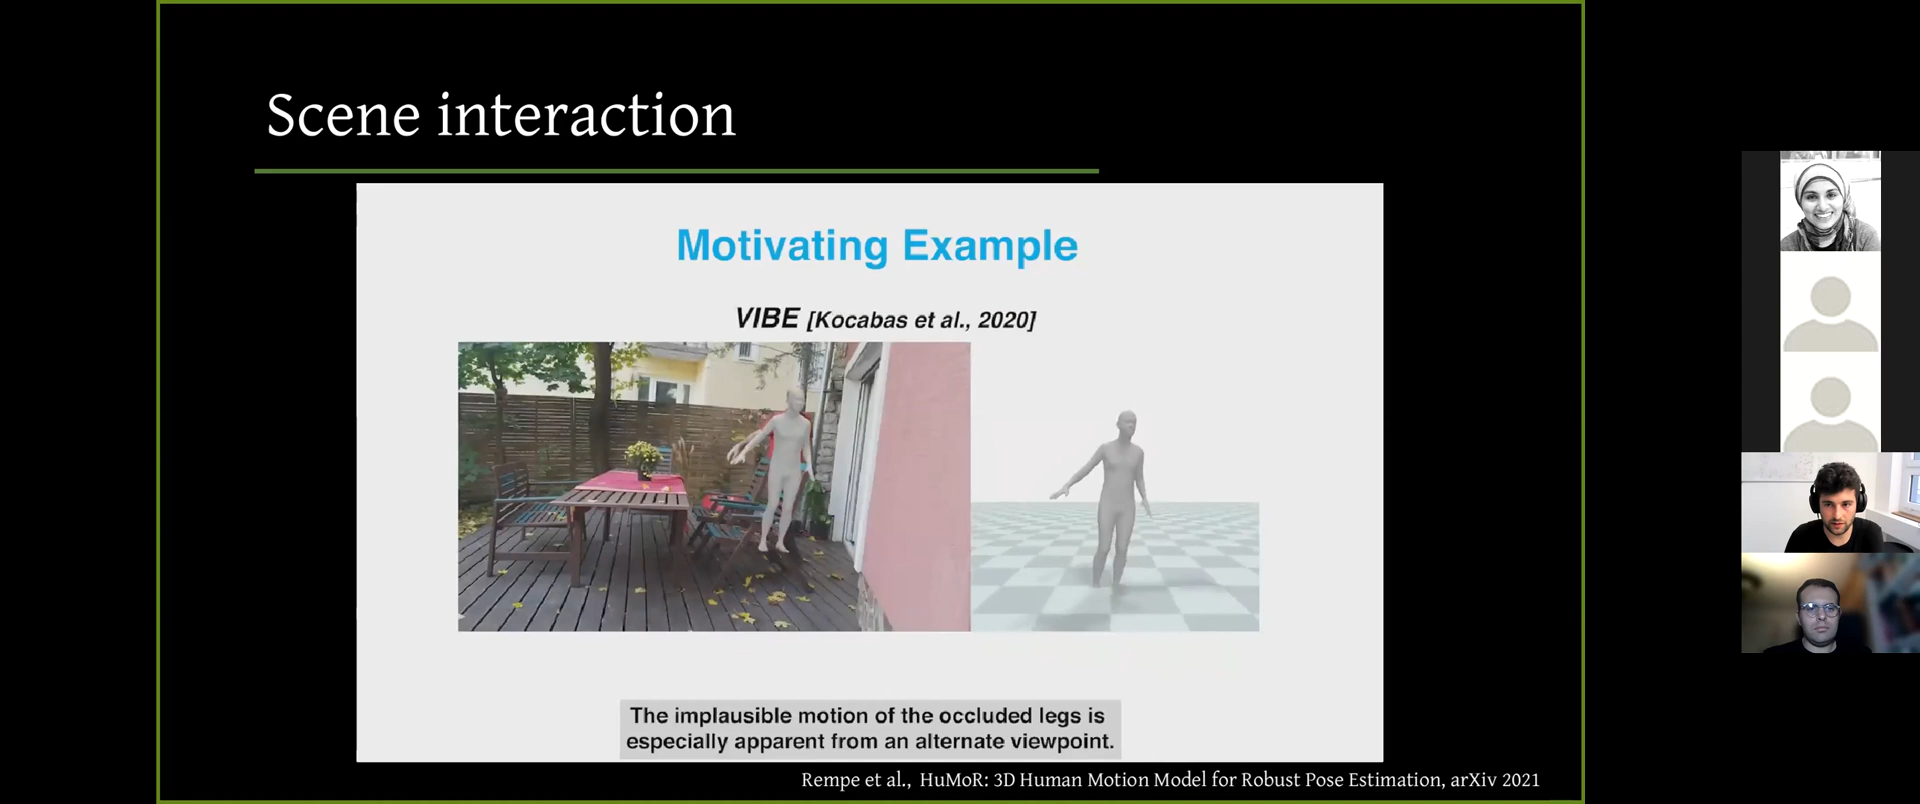 Scene interaction
Motivating Example
VIBE [Kocabas et al., 2020]
The implausible motion of the occluded legs is
especially apparent from an alternate viewpoint.
Rempe et al., HuMoR: 3D Human Motion Model for Robust Pose Estimation, arXiv 2021